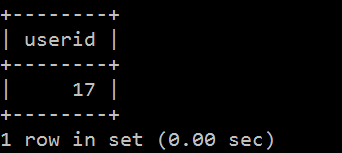 +--------+
| userid |
+--------+
|     17 |
+--------+
1 row in set (0.00 sec)